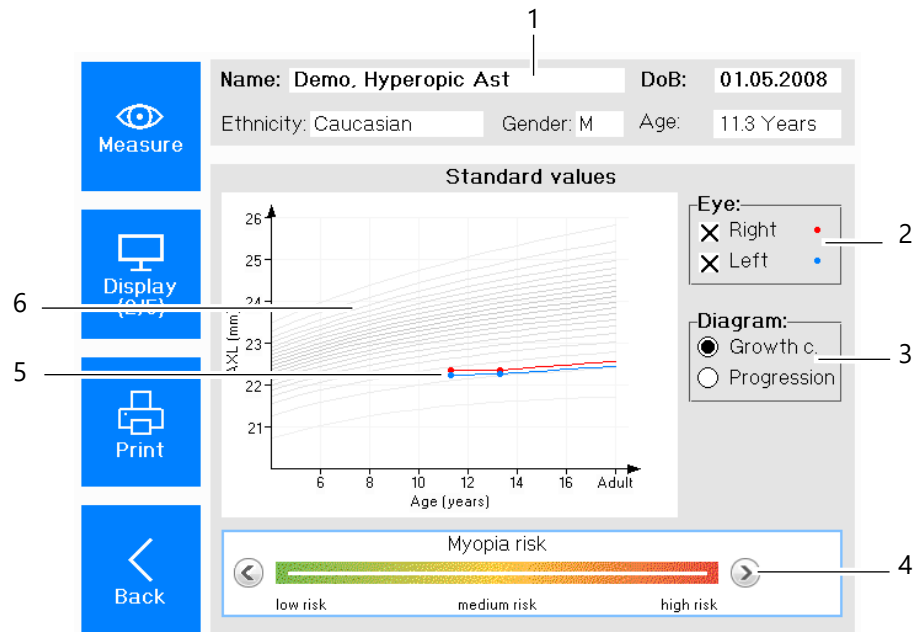 1
Name: Demo, Hyperopic Ast DoB: 01.05.2008
Ethnicity: Caucasian Gender: M Age: 11.3 Years
Measure
Display
(2/5)
Print
Back
Standard values
26
25
24
23
22
21
AXL (mm)
6 8 10 12 14 16 Adult
Age (years)
Eye:
Right
Left
2
Diagram:
Growth c.
Progression
3
6
5
Myopia risk
low risk medium risk high risk
4